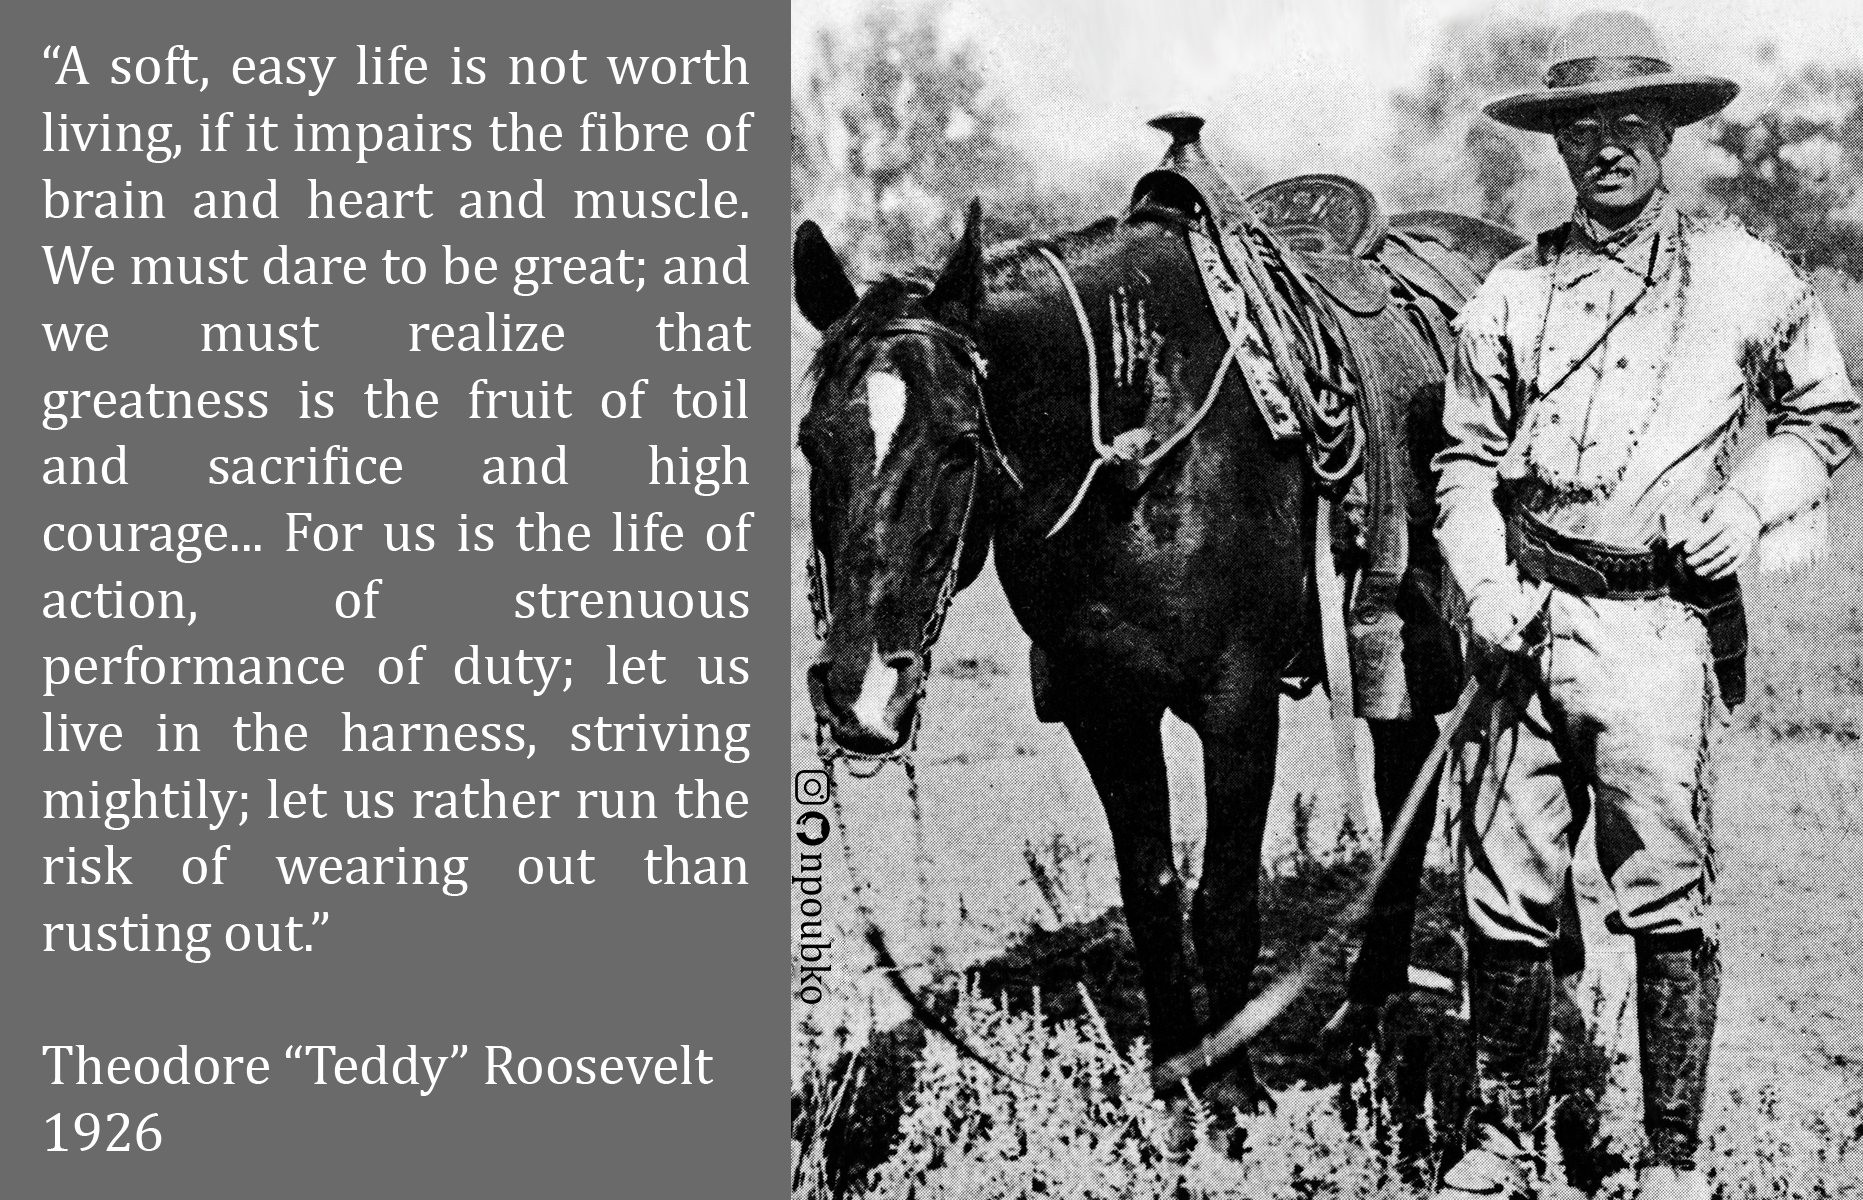 “A soft, easy life is not worth
living, if it impairs the fibre of
brain and heart and muscle.
We must dare to be great; and
we must realize that
greatness is the fruit of toil
and sacrifice and high
courage... For us is the life of
action, of strenuous
performance of duty; let us
live in the harness, striving
mightily; let us rather run the
risk of wearing out than
rusting out.”
Theodore “Teddy” Roosevelt
1926
npoubko